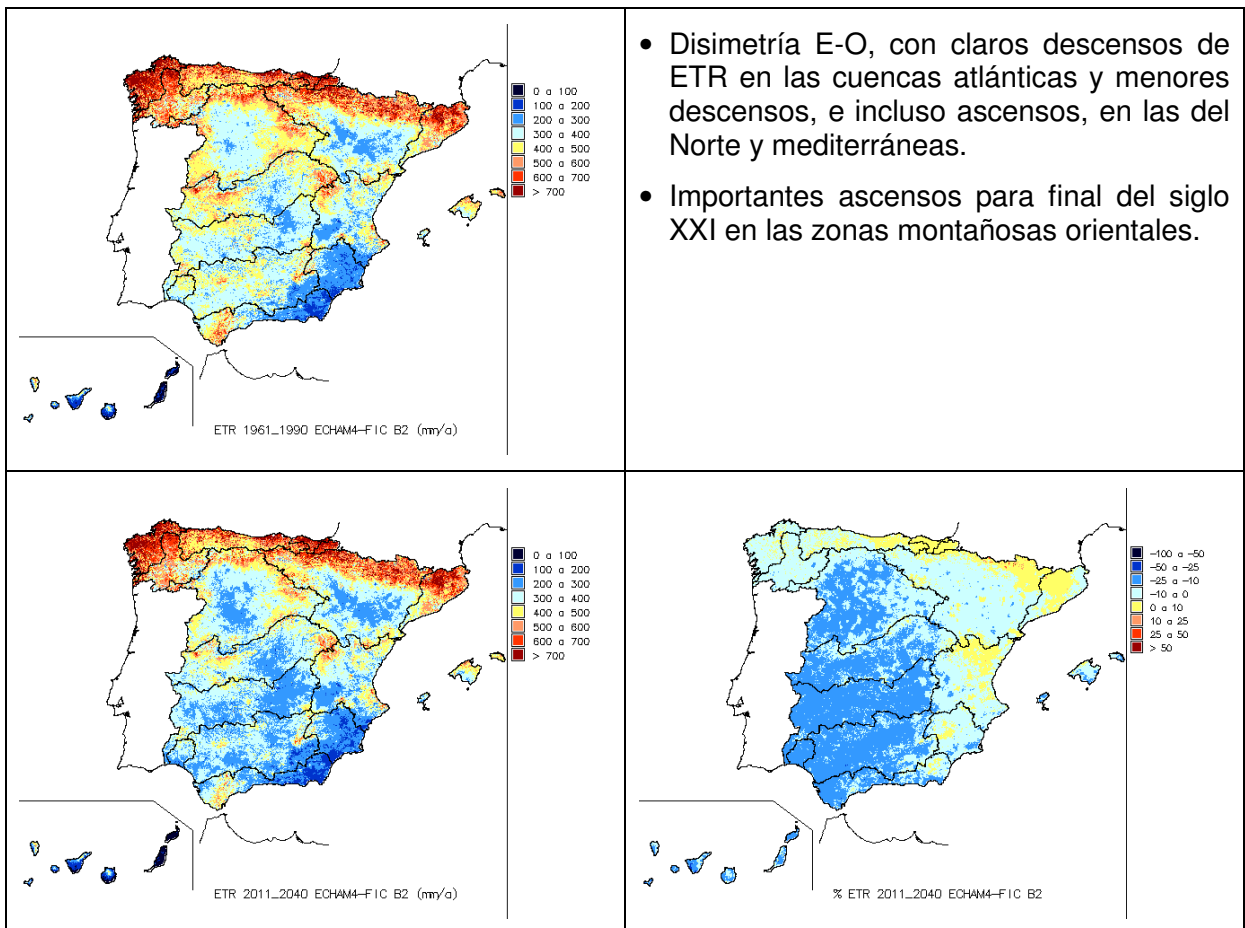 0 a 100
100 a 200
200 a 300
300 a 400
400 a 500
500 a 600
600 a 700
> 700
ETR 1961_1990 ECHAM4-FIC B2 (mm/a)
• Disimetría E-O, con claros descensos de
ETR en las cuencas atlánticas y menores
descensos, e incluso ascensos, en las del
Norte y mediterráneas.
• Importantes ascensos para final del siglo
XXI en las zonas montañosas orientales.
0 a 100
100 a 200
200 a 300
300 a 400
400 a 500
500 a 600
600 a 700
> 700
ETR 2011_2040 ECHAM4-FIC B2 (mm/a)
-100 a -50
-50 a -25
-25 a -10
-10 a 0
0 a 10
10 a 25
25 a 50
> 50
% ETR 2011_2040 ECHAM4-FIC B2